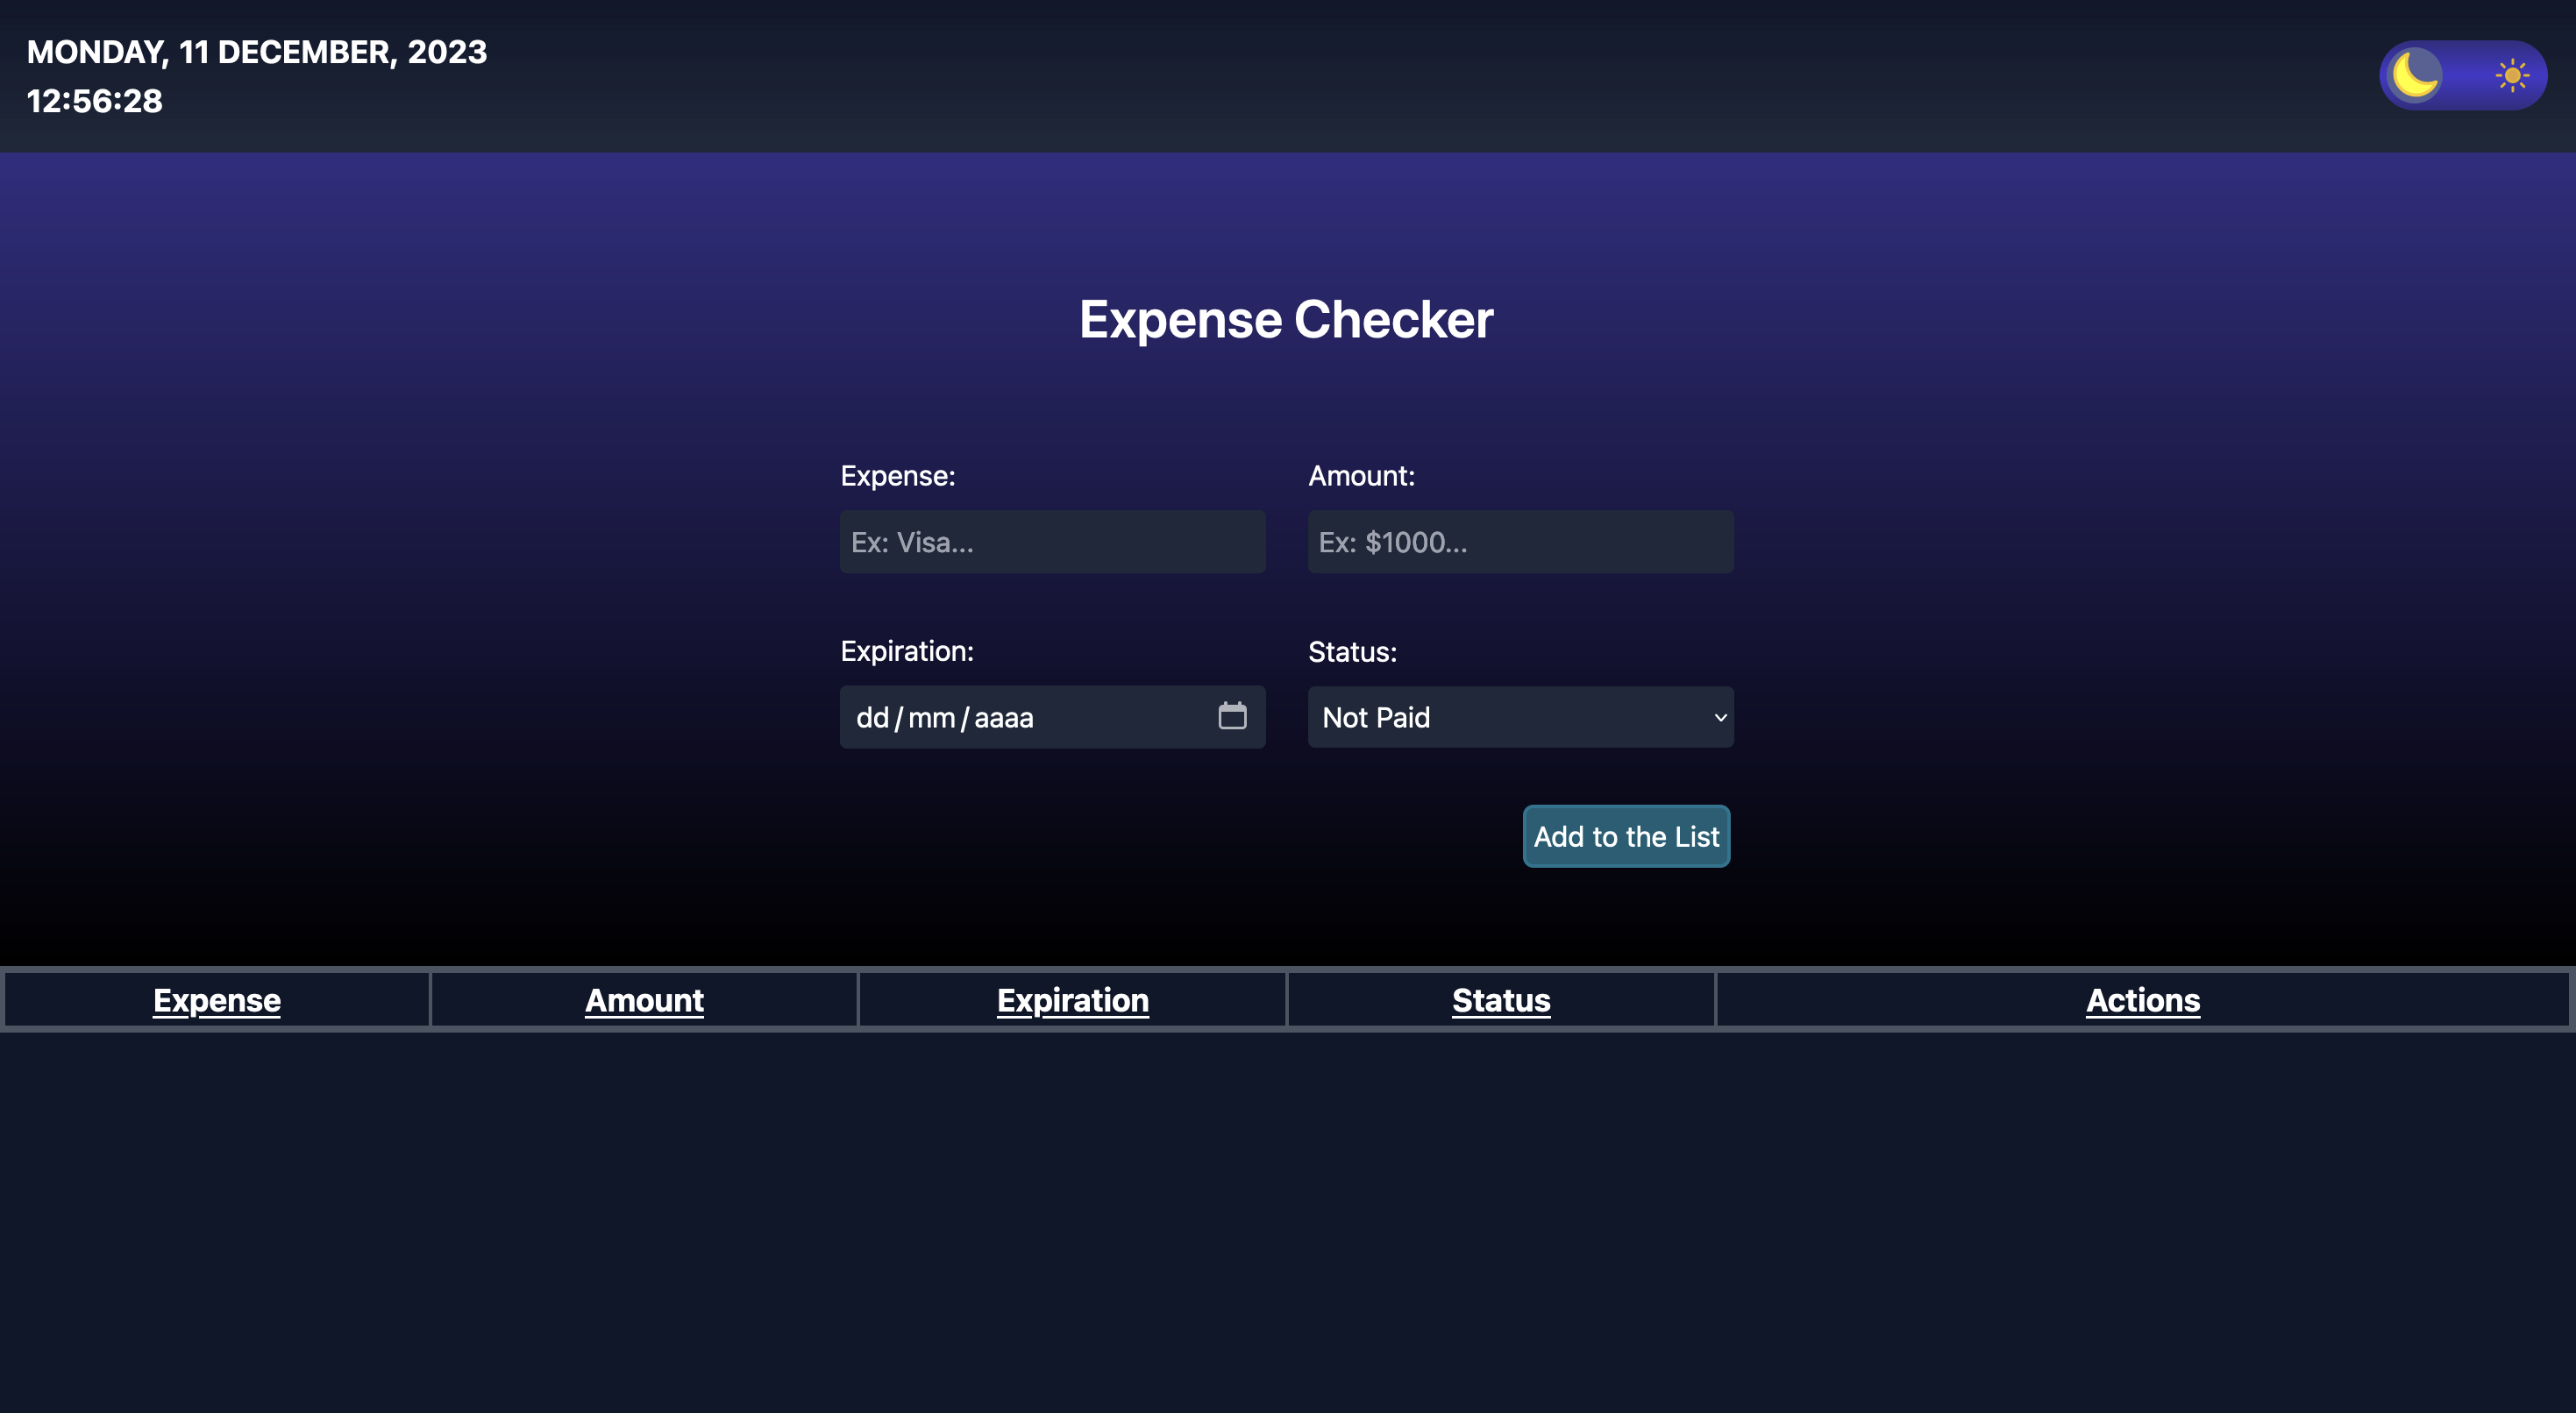 MONDAY, 11 DECEMBER, 2023
12:56:28
Expense Checker
Expense: Amount:
Ex: Visa... Ex: $1000...
Expiration: Status:
dd/mm/aaaa Not Paid
Add to the List
Expense Amount Expiration Status Actions